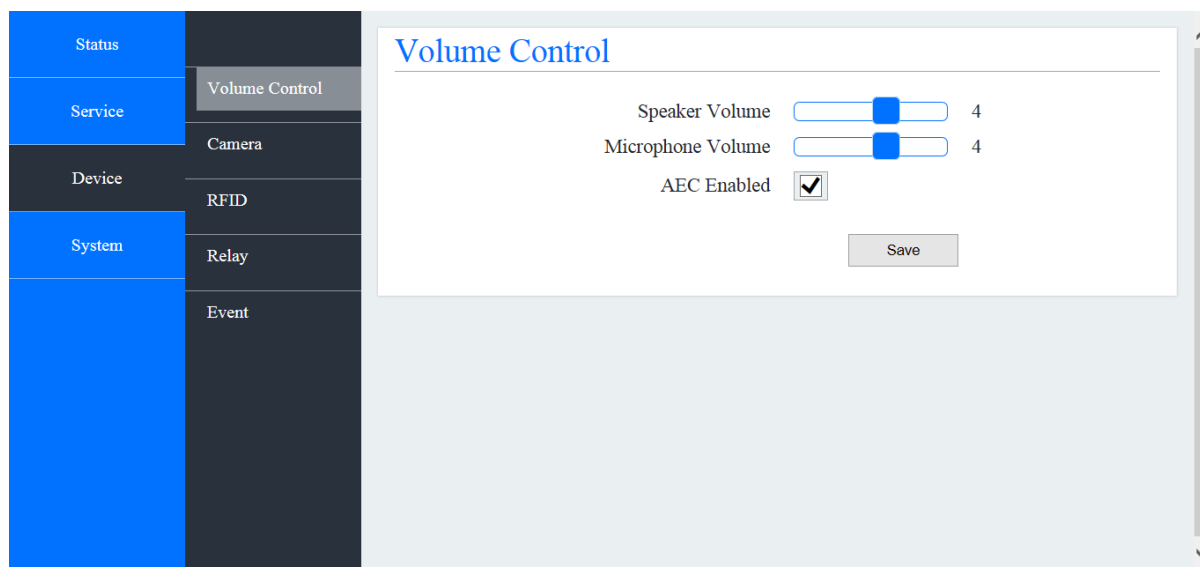 Status
Service
Device
System
Volume Control
Camera
RFID
Relay
Event
Volume Control
Speaker Volume 4
Microphone Volume 4
AEC Enabled
Save